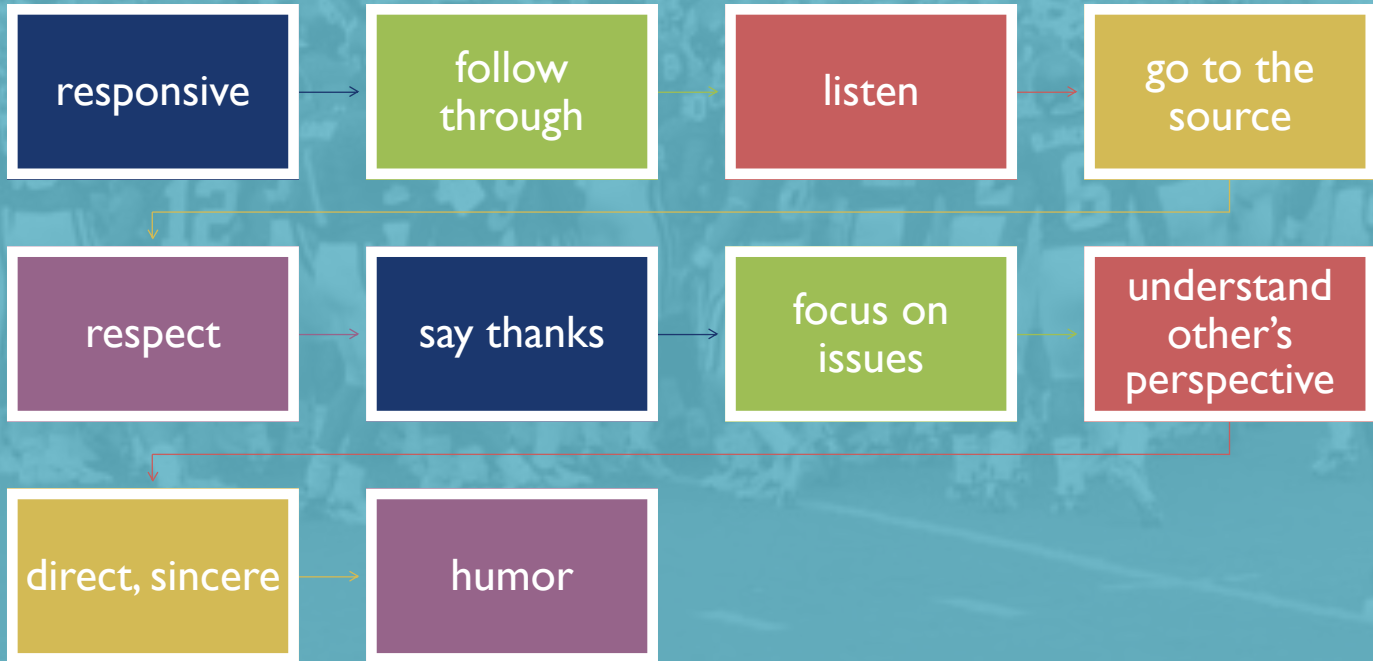 responsive
follow
through
listen
go to the
source
respect
say thanks
focus on
issues
understand
other’s
perspective
direct, sincere
humor